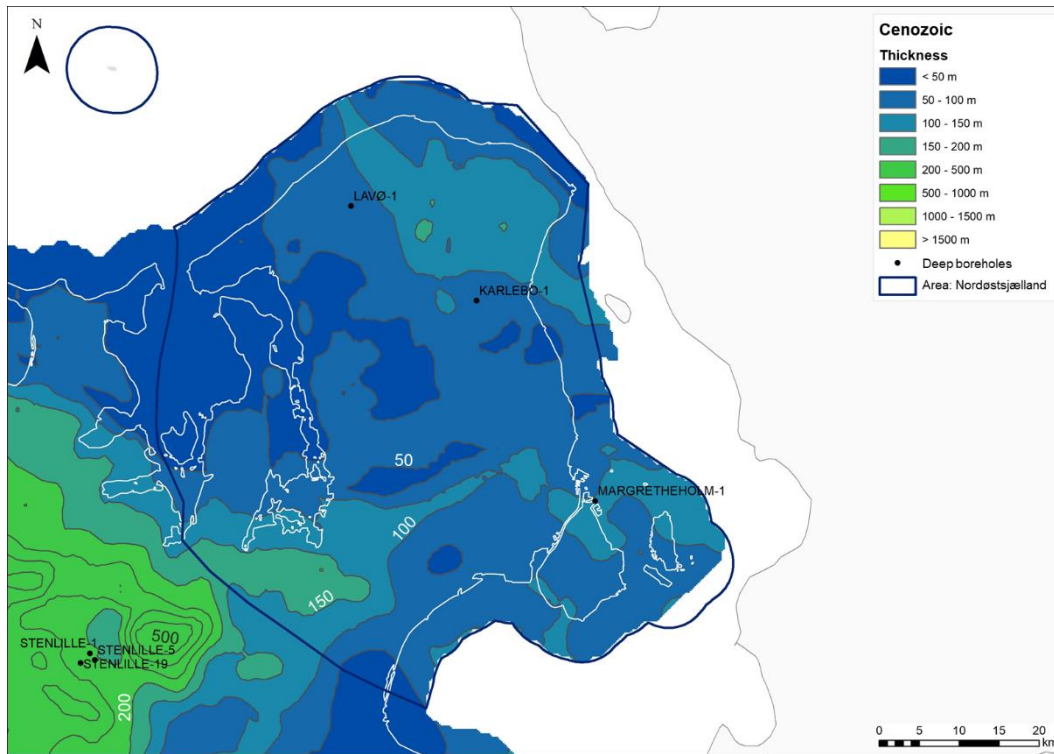 N
Cenozoic
Thickness
< 50 m
50 - 100 m
100 - 150 m
150 - 200 m
200 - 500 m
500 - 1000 m
1000 - 1500 m
> 1500 m
Deep boreholes
Area: Nordøstsjælland
LAVØ-1
KARLEBO-1
50
MARGRETHEHOLM-1
100
150
500
STENLILLE-1
STENLILLE-5
STENLILLE-19
200
0 5 10 15 20
km